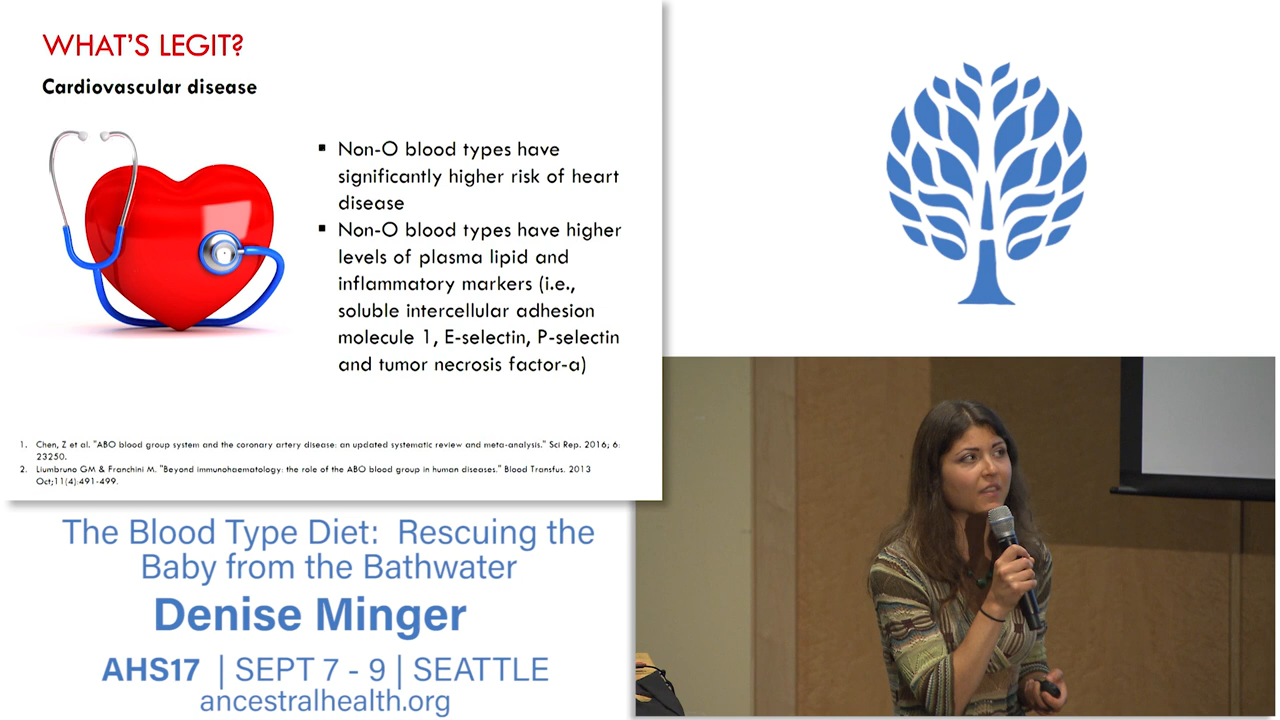 WHAT'S LEGIT?
Cardiovascular disease
▪ Non-O blood types have
significantly higher risk of heart
disease
▪ Non-O blood types have higher
levels of plasma lipid and
inflammatory markers (i.e.,
soluble intercellular adhesion
molecule 1, E-selectin, P-selectin
and tumor necrosis factor-a)
1. Chen, Z et al. "ABO blood group system and the coronary artery disease: an updated systematic review and meta-analysis." Sci Rep. 2016; 6:
23250.
2. Liumbruno GM & Franchini M. "Beyond immunohaematology: the role of the ABO blood group in human diseases." Blood Transfus. 2013
Oct;11(4):491-499.
The Blood Type Diet: Rescuing the
Baby from the Bathwater
Denise Minger
AHS17 | SEPT 7 - 9 | SEATTLE
ancestralhealth.org